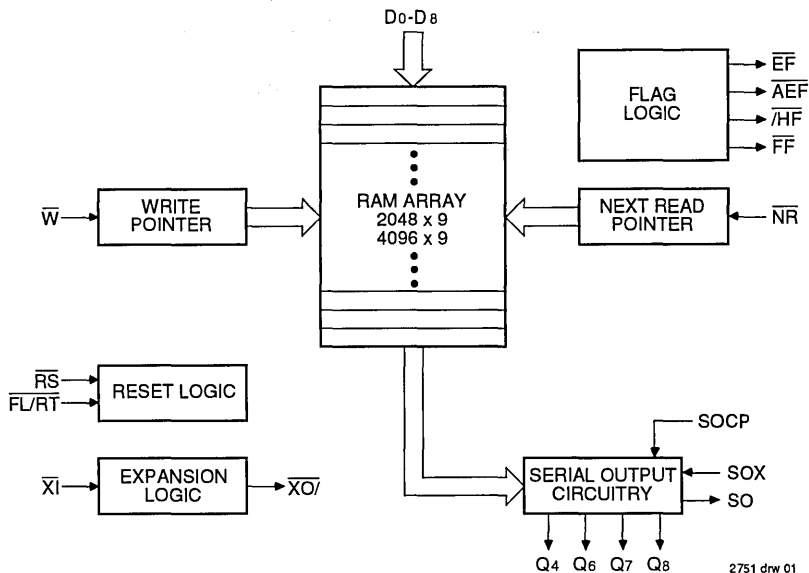 D0-D8
FLAG
LOGIC
EF
AEF
/HF
FF
RAM ARRAY
2048 x 9
4096 x 9
W
WRITE
POINTER
NEXT READ
POINTER
NR
RS
FL/RT
RESET LOGIC
XI
EXPANSION
LOGIC
XO/
SOCP
SERIAL OUTPUT
CIRCUITRY
SOX
SO
Q4 Q6 Q7 Q8
2751 drw 01